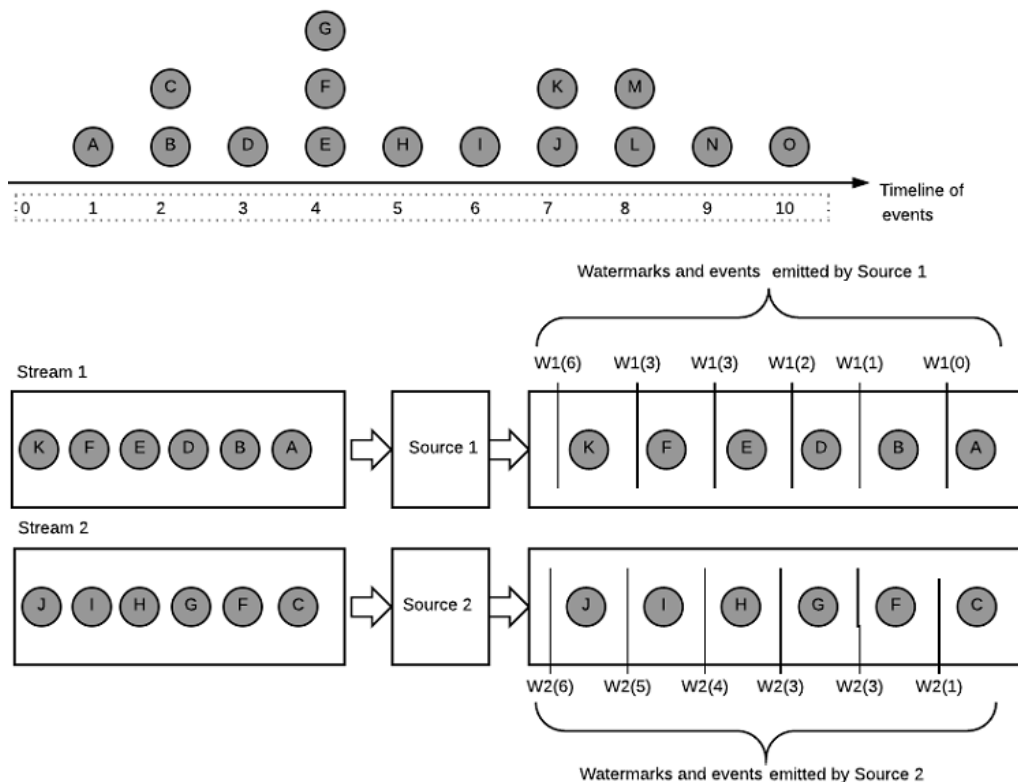 G
C F K M
A B D E H I J L N O
0 1 2 3 4 5 6 7 8 9 10
Timeline of
events
Watermarks and events emitted by Source 1
W1(6) W1(3) W1(3) W1(2) W1(1) W1(0)
Stream 1
K F E D B A
Source 1
K F E D B A
Stream 2
J I H G F C
Source 2
J I H G F C
W2(6) W2(5) W2(4) W2(3) W2(3) W2(1)
Watermarks and events emitted by Source 2